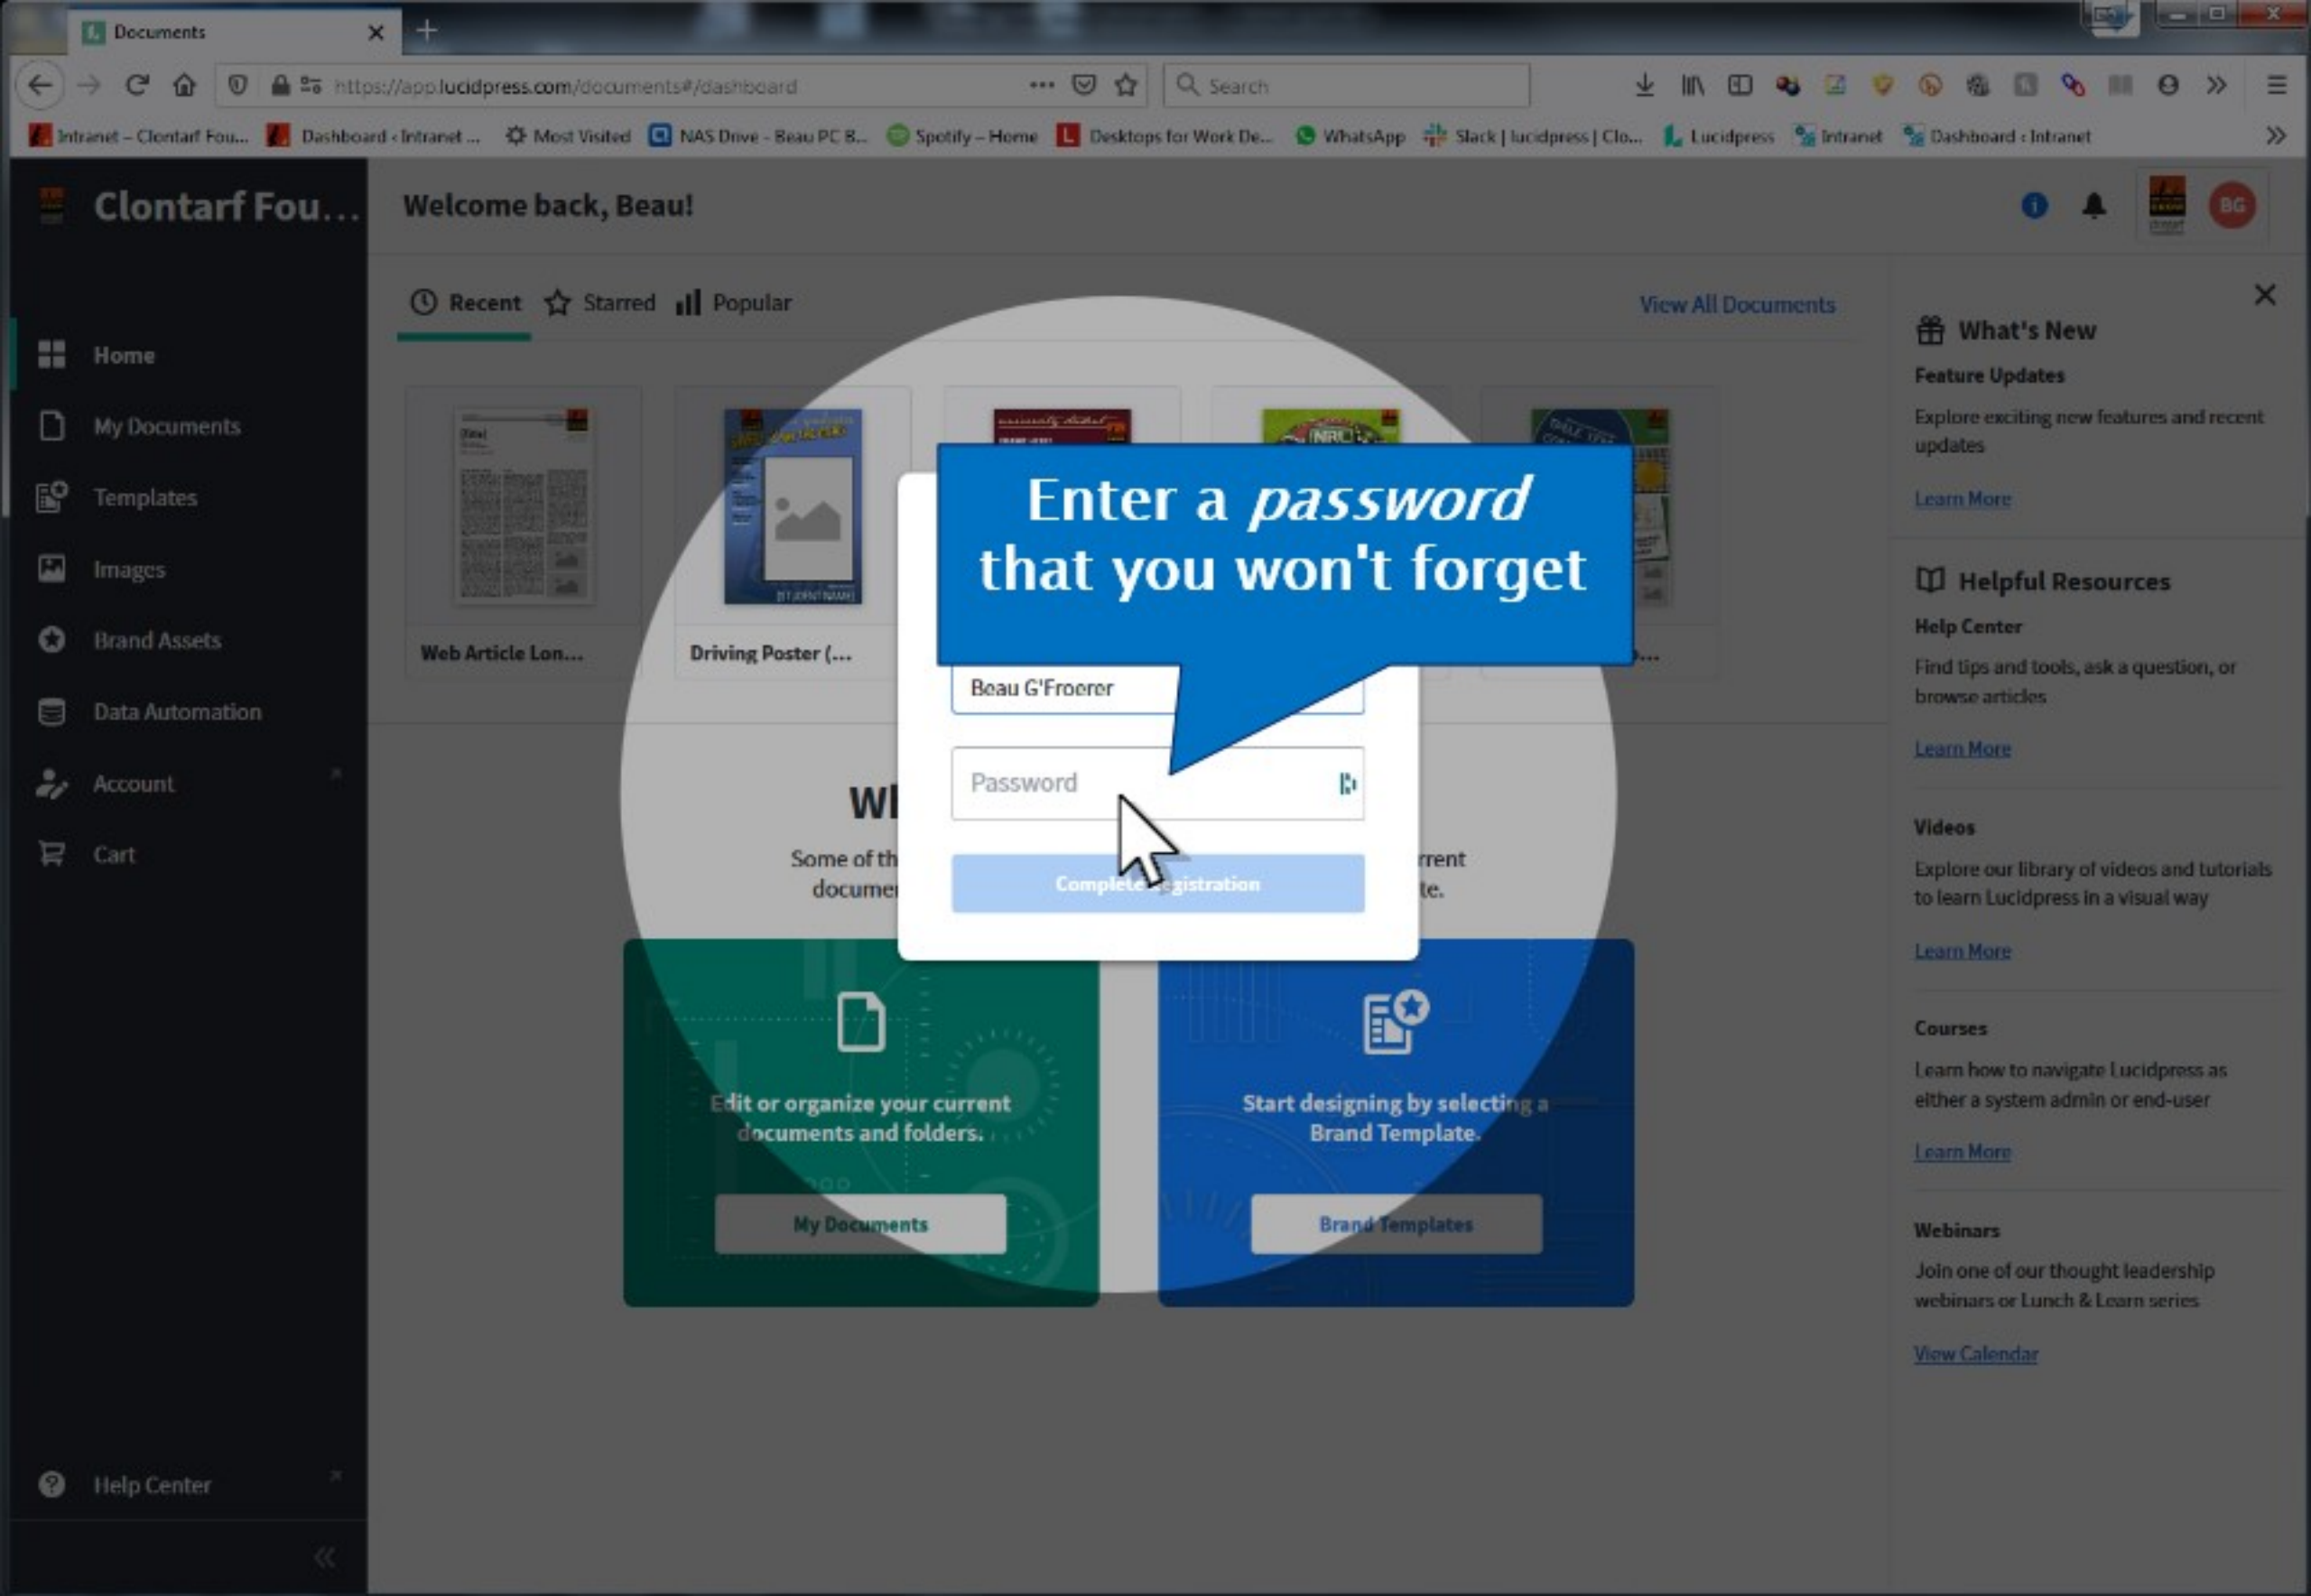 Documents
https://app.lucidpress.com/documents#/dashboard
Search
Intranet – Clontarf Fou...
Dashboard ‹ Intranet ...
Most Visited
NAS Drive - Beau PC B...
Spotify – Home
Desktops for Work De...
WhatsApp
Slack | lucidpress | Clo...
Lucidpress
Intranet
Dashboard ‹ Intranet
Clontarf Fou...
Welcome back, Beau!
BG
Home
My Documents
Templates
Images
Brand Assets
Data Automation
Account
Cart
Help Center
Recent
Starred
Popular
View All Documents
[Title]
[STUDENT NAME]
NRL
Web Article Lon...
Driving Poster (...
Enter a password
that you won't forget
Beau G'Froerer
Password
Complete
Some of
rrent
te.
Edit or organize your current
documents and folders.
My Documents
Start designing by selecting a
Brand Template.
Brand Templates
What's New
Feature Updates
Explore exciting new features and recent
updates
Learn More
Helpful Resources
Help Center
Find tips and tools, ask a question, or
browse articles
Learn More
Videos
Explore our library of videos and tutorials
to learn Lucidpress in a visual way
Learn More
Courses
Learn how to navigate Lucidpress as
either a system admin or end-user
Learn More
Webinars
Join one of our thought leadership
webinars or Lunch & Learn series
View Calendar